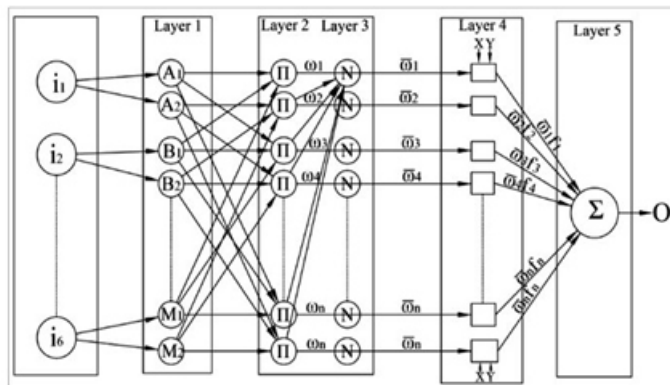 Layer 1
Layer 2
Layer 3
Layer 4
Layer 5
X Y
i1
A1
Π
ω1
N
ω̅1
A2
Π
ω2
N
ω̅2
ω̅1f1
ω̅2f2
i2
B1
Π
ω3
N
ω̅3
ω̅3f3
B2
Π
ω4
N
ω̅4
ω̅4f4
Σ
O
i6
M1
Π
ωn
N
ω̅n
ω̅nfn
M2
Π
ωn
N
ω̅n
ω̅nfn
X Y